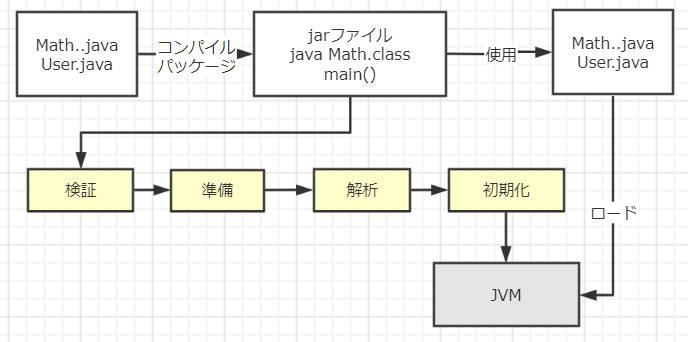 Math..java
User.java
コンパイル
パッケージ
jarファイル
java Math.class
main()
使用
Math..java
User.java
検証
準備
解析
初期化
ロード
JVM